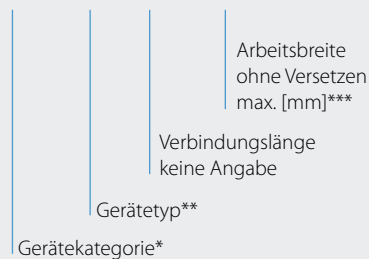 Arbeitsbreite
ohne Versetzen
max. [mm]***
Verbindungslänge
keine Angabe
Gerätetyp**
Gerätekategorie*